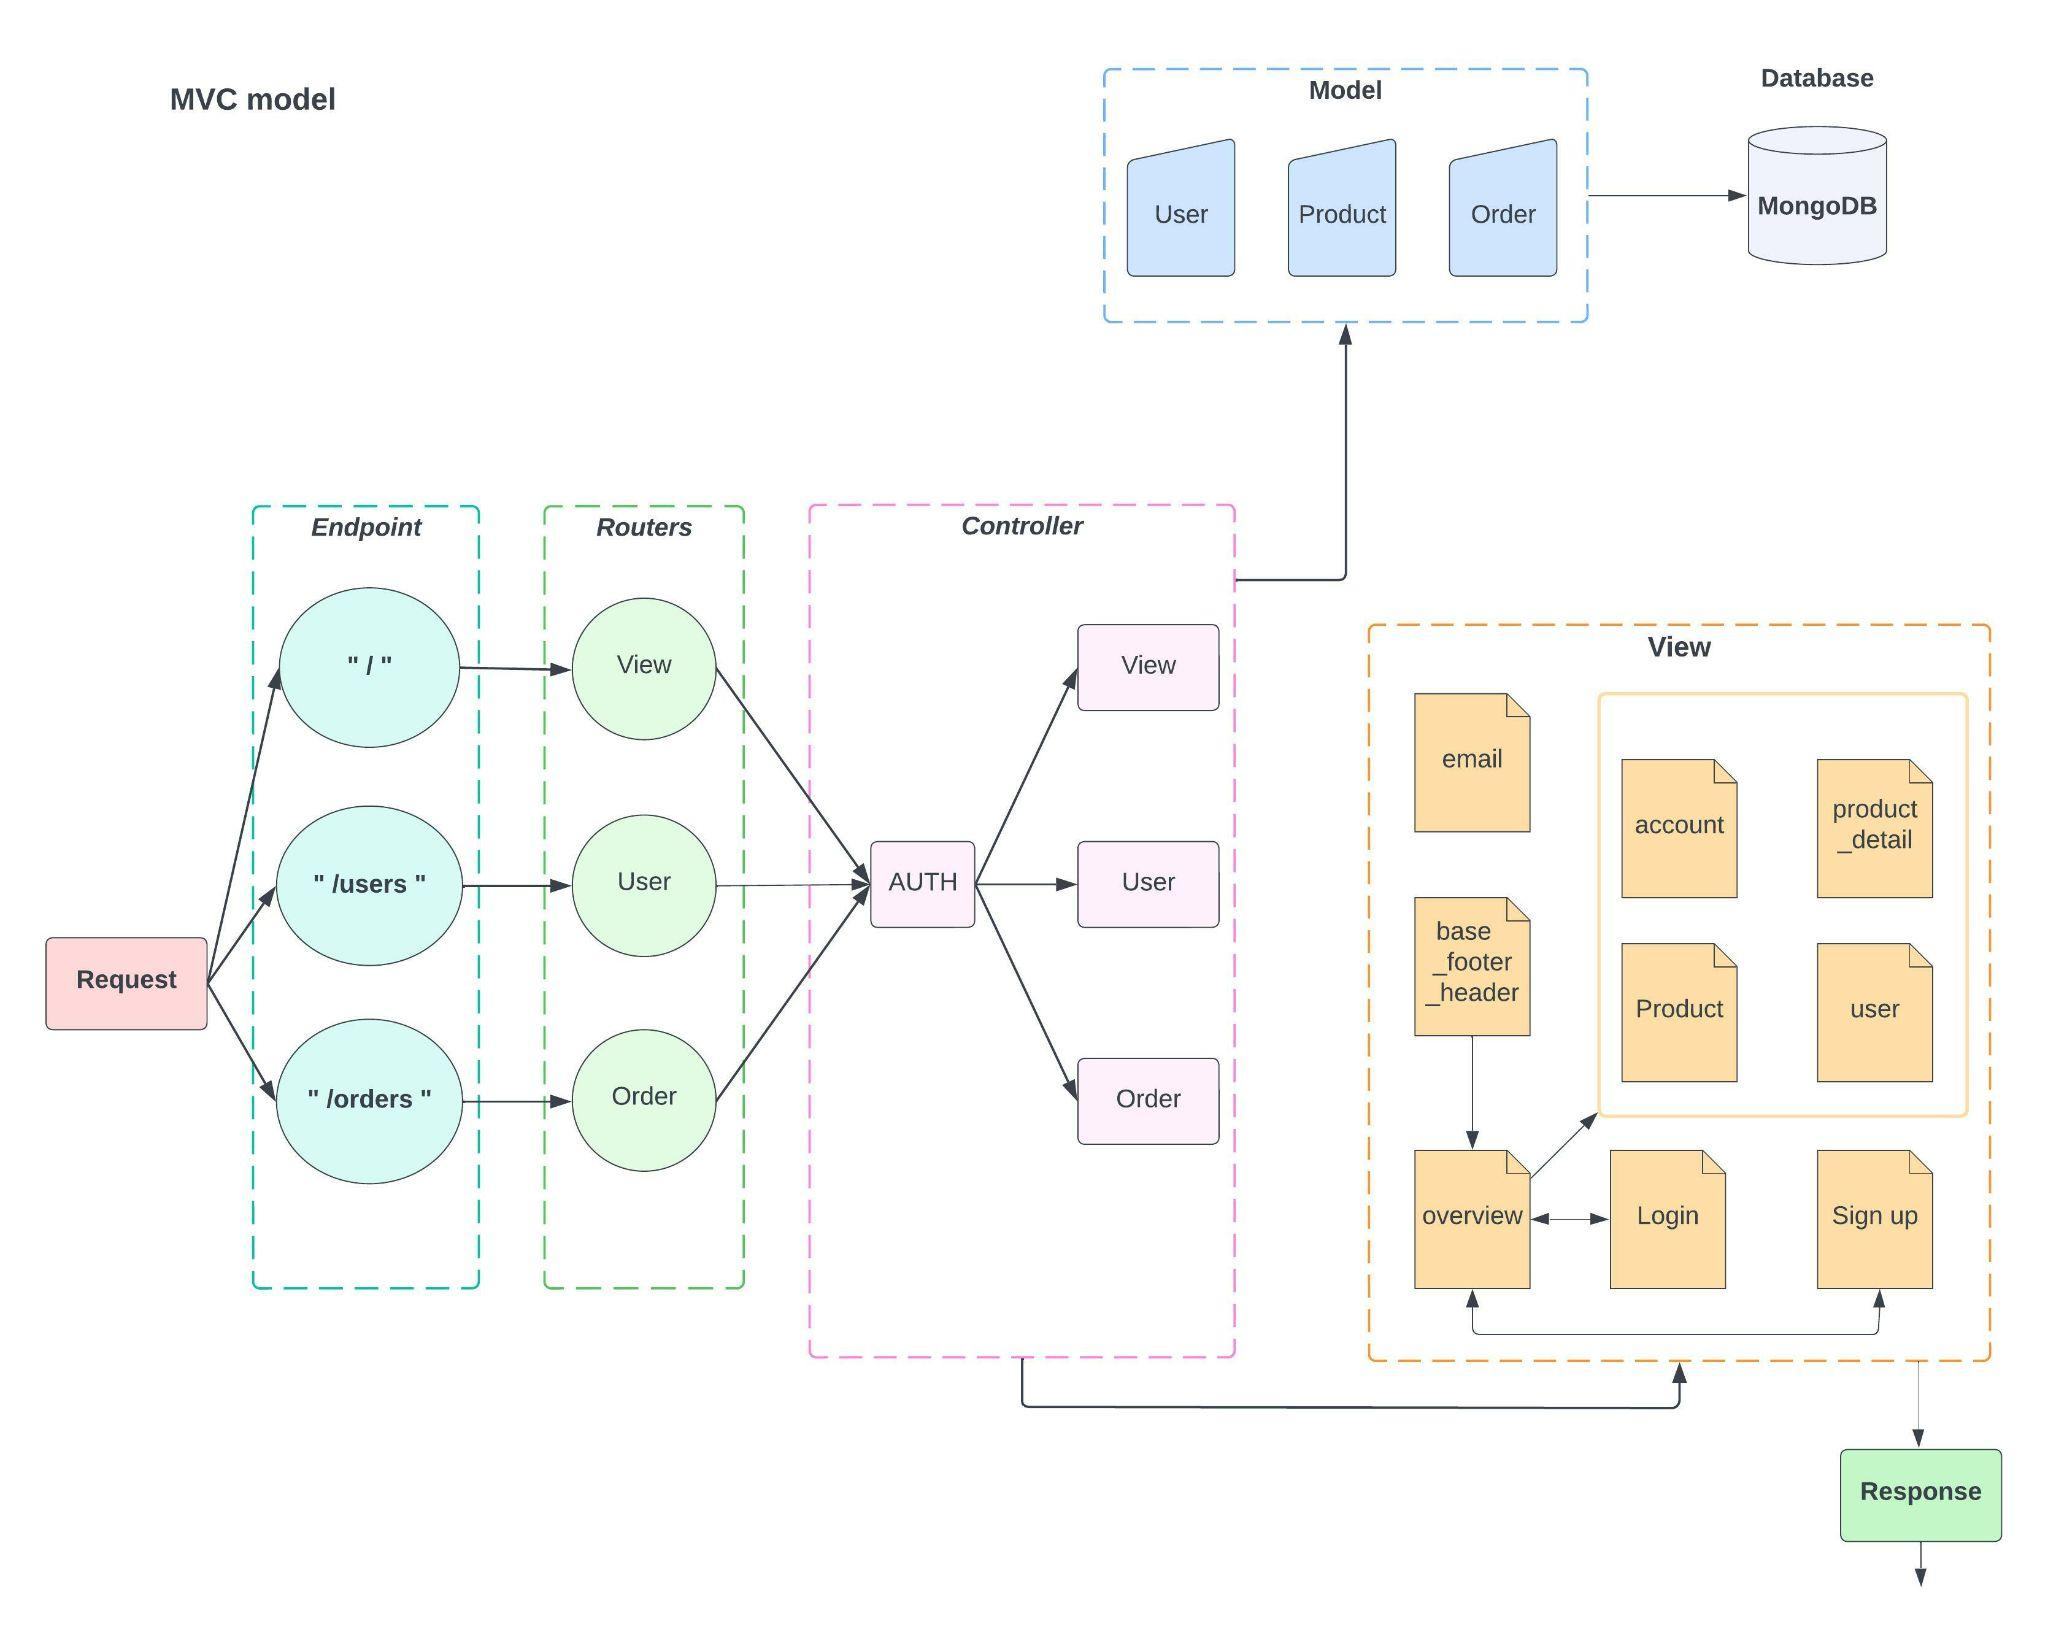 MVC model
Model
User
Product
Order
Database
MongoDB
Endpoint
" / "
" /users "
" /orders "
Request
Routers
View
User
Order
Controller
AUTH
View
User
Order
View
email
account
product
_detail
base
_footer
_header
Product
user
overview
Login
Sign up
Response